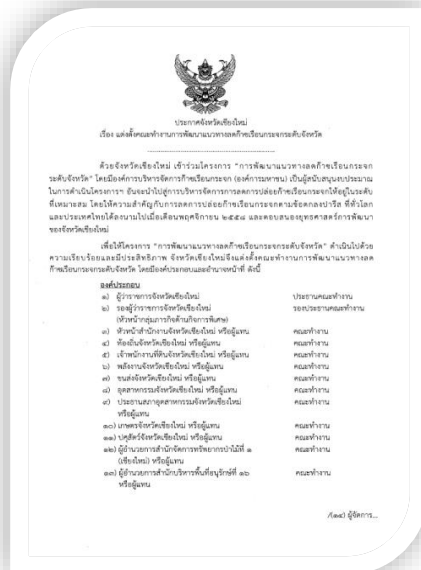 ประกาศจังหวัดเชียงใหม่
เรื่อง แต่งตั้งคณะทำงานการพัฒนาแนวทางลดก๊าซเรือนกระจกระดับจังหวัด
ด้วยจังหวัดเชียงใหม่ เข้าร่วมโครงการ "การพัฒนาแนวทางลดก๊าซเรือนกระจก
ระดับจังหวัด" โดยมีองค์การบริหารจัดการก๊าซเรือนกระจก (องค์การมหาชน) เป็นผู้สนับสนุนงบประมาณ
ในการดำเนินโครงการฯ อันจะนำไปสู่การบริหารจัดการการลดการปล่อยก๊าซเรือนกระจกให้อยู่ในระดับ
ที่เหมาะสม โดยให้ความสำคัญกับการลดการปล่อยก๊าซเรือนกระจกตามข้อตกลงปารีส ที่ทั่วโลก
และประเทศไทยได้ลงนามไปเมื่อเดือนพฤศจิกายน ๒๕๕๘ และตอบสนองยุทธศาสตร์การพัฒนา
ของจังหวัดเชียงใหม่
เพื่อให้โครงการ "การพัฒนาแนวทางลดก๊าซเรือนกระจกระดับจังหวัด" ดำเนินไปด้วย
ความเรียบร้อยและมีประสิทธิภาพ จังหวัดเชียงใหม่จึงแต่งตั้งคณะทำงานการพัฒนาแนวทางลด
ก๊าซเรือนกระจกระดับจังหวัด โดยมีองค์ประกอบและอำนาจหน้าที่ ดังนี้
องค์ประกอบ
๑) ผู้ว่าราชการจังหวัดเชียงใหม่ ประธานคณะทำงาน
๒) รองผู้ว่าราชการจังหวัดเชียงใหม่ รองประธานคณะทำงาน
(หัวหน้ากลุ่มภารกิจด้านกิจการพิเศษ)
๓) หัวหน้าสำนักงานจังหวัดเชียงใหม่ หรือผู้แทน คณะทำงาน
๔) ท้องถิ่นจังหวัดเชียงใหม่ หรือผู้แทน คณะทำงาน
๕) เจ้าพนักงานที่ดินจังหวัดเชียงใหม่ หรือผู้แทน คณะทำงาน
๖) พลังงานจังหวัดเชียงใหม่ หรือผู้แทน คณะทำงาน
๗) ขนส่งจังหวัดเชียงใหม่ หรือผู้แทน คณะทำงาน
๘) อุตสาหกรรมจังหวัดเชียงใหม่ หรือผู้แทน คณะทำงาน
๙) ประธานสภาอุตสาหกรรมจังหวัดเชียงใหม่ คณะทำงาน
หรือผู้แทน
๑๐) เกษตรจังหวัดเชียงใหม่ หรือผู้แทน คณะทำงาน
๑๑) ปศุสัตว์จังหวัดเชียงใหม่ หรือผู้แทน คณะทำงาน
๑๒) ผู้อำนวยการสำนักจัดการทรัพยากรป่าไม้ที่ ๑ คณะทำงาน
(เชียงใหม่) หรือผู้แทน
๑๓) ผู้อำนวยการสำนักบริหารพื้นที่อนุรักษ์ที่ ๑๖ คณะทำงาน
หรือผู้แทน
/(๑๔) ผู้จัดการ...